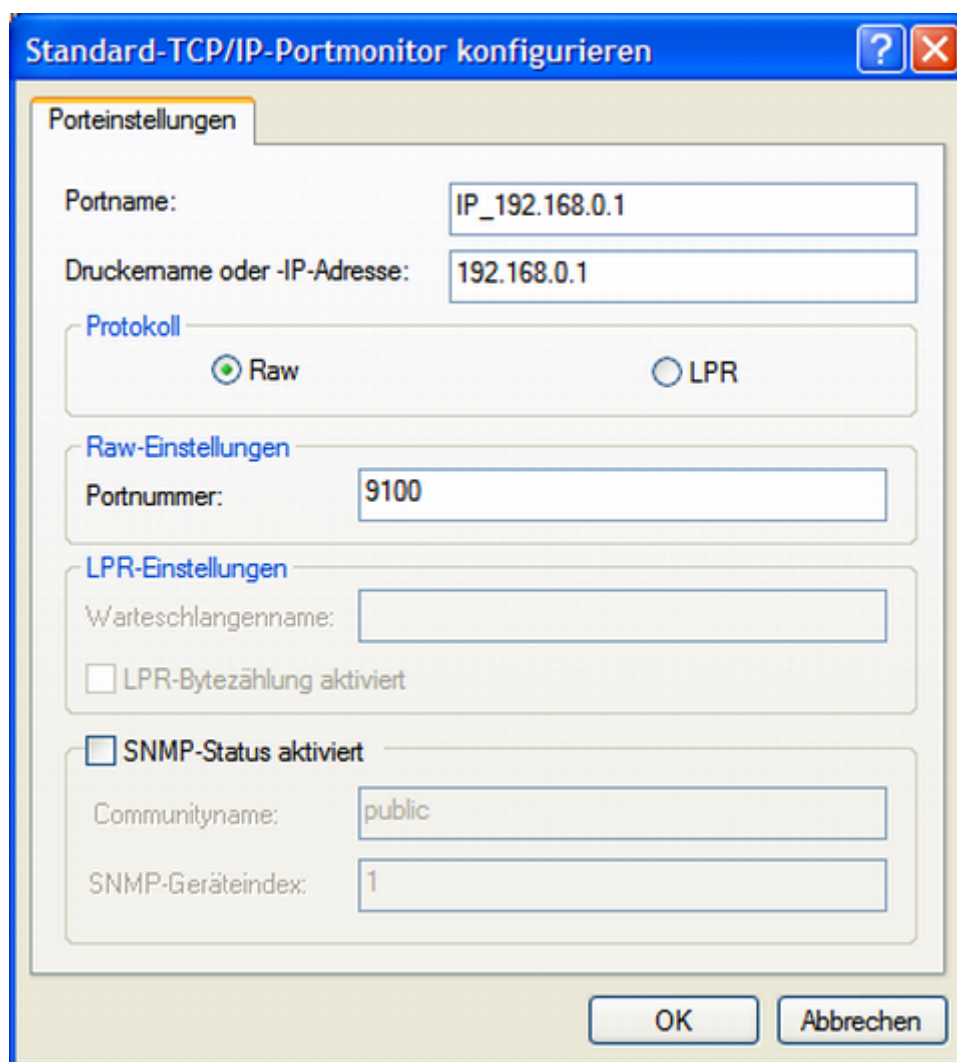 Standard-TCP/IP-Portmonitor konfigurieren
Porteinstellungen
Portname: IP_192.168.0.1
Druckername oder -IP-Adresse: 192.168.0.1
Protokoll
Raw LPR
Raw-Einstellungen
Portnummer: 9100
LPR-Einstellungen
Warteschlangenname:
LPR-Bytezählung aktiviert
SNMP-Status aktiviert
Communityname: public
SNMP-Geräteindex: 1
OK Abbrechen